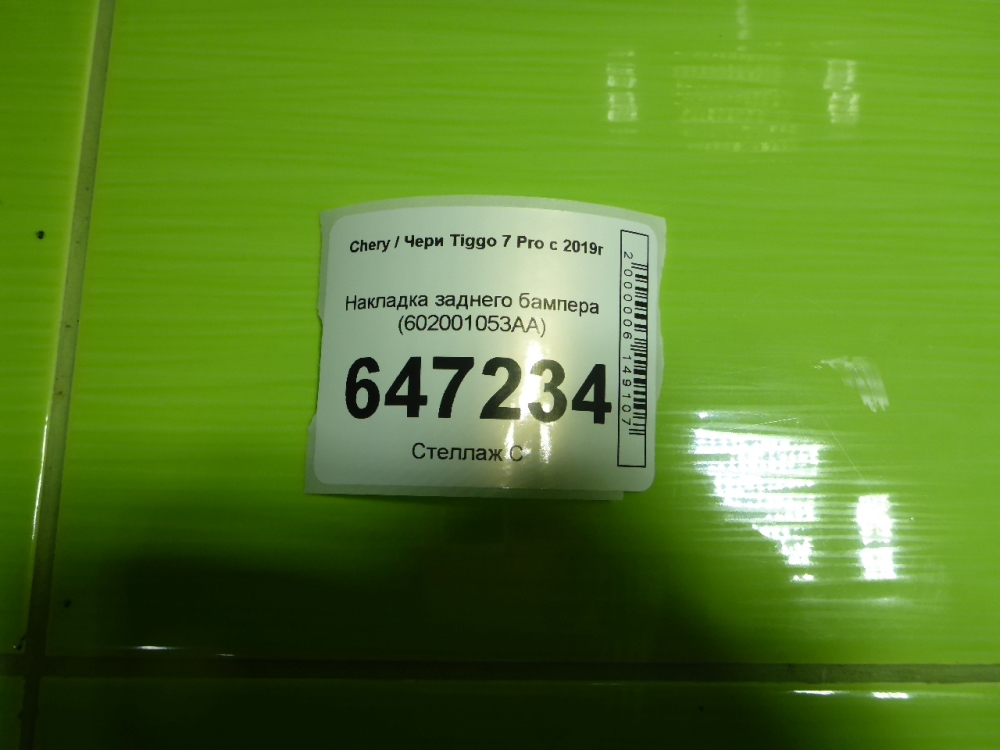 Chery / Чери Tiggo 7 Pro с 2019г
Накладка заднего бампера
(602001053AA)
647234
Стеллаж С
2000006149107